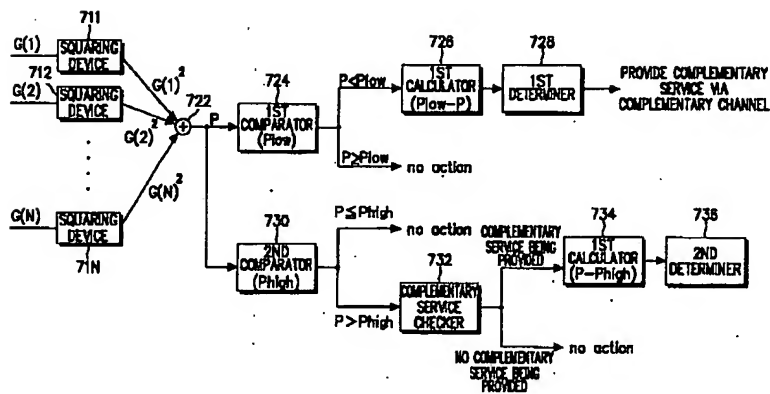 711
G(1)
SQUARING
DEVICE
G(1)²
712
G(2)
SQUARING
DEVICE
G(2)²
722
P
G(N)
SQUARING
DEVICE
71N
G(N)²
724
1ST
COMPARATOR
(Plow)
P<Plow
P>Plow
no action
726
1ST
CALCULATOR
(Plow-P)
728
1ST
DETERMINER
PROVIDE COMPLEMENTARY
SERVICE VIA
COMPLEMENTARY CHANNEL
730
2ND
COMPARATOR
(Phigh)
P≤Phigh
no action
P>Phigh
732
COMPLEMENTARY
SERVICE
CHECKER
COMPLEMENTARY
SERVICE BEING
PROVIDED
NO COMPLEMENTARY
SERVICE BEING
PROVIDED
no action
734
1ST
CALCULATOR
(P-Phigh)
736
2ND
DETERMINER